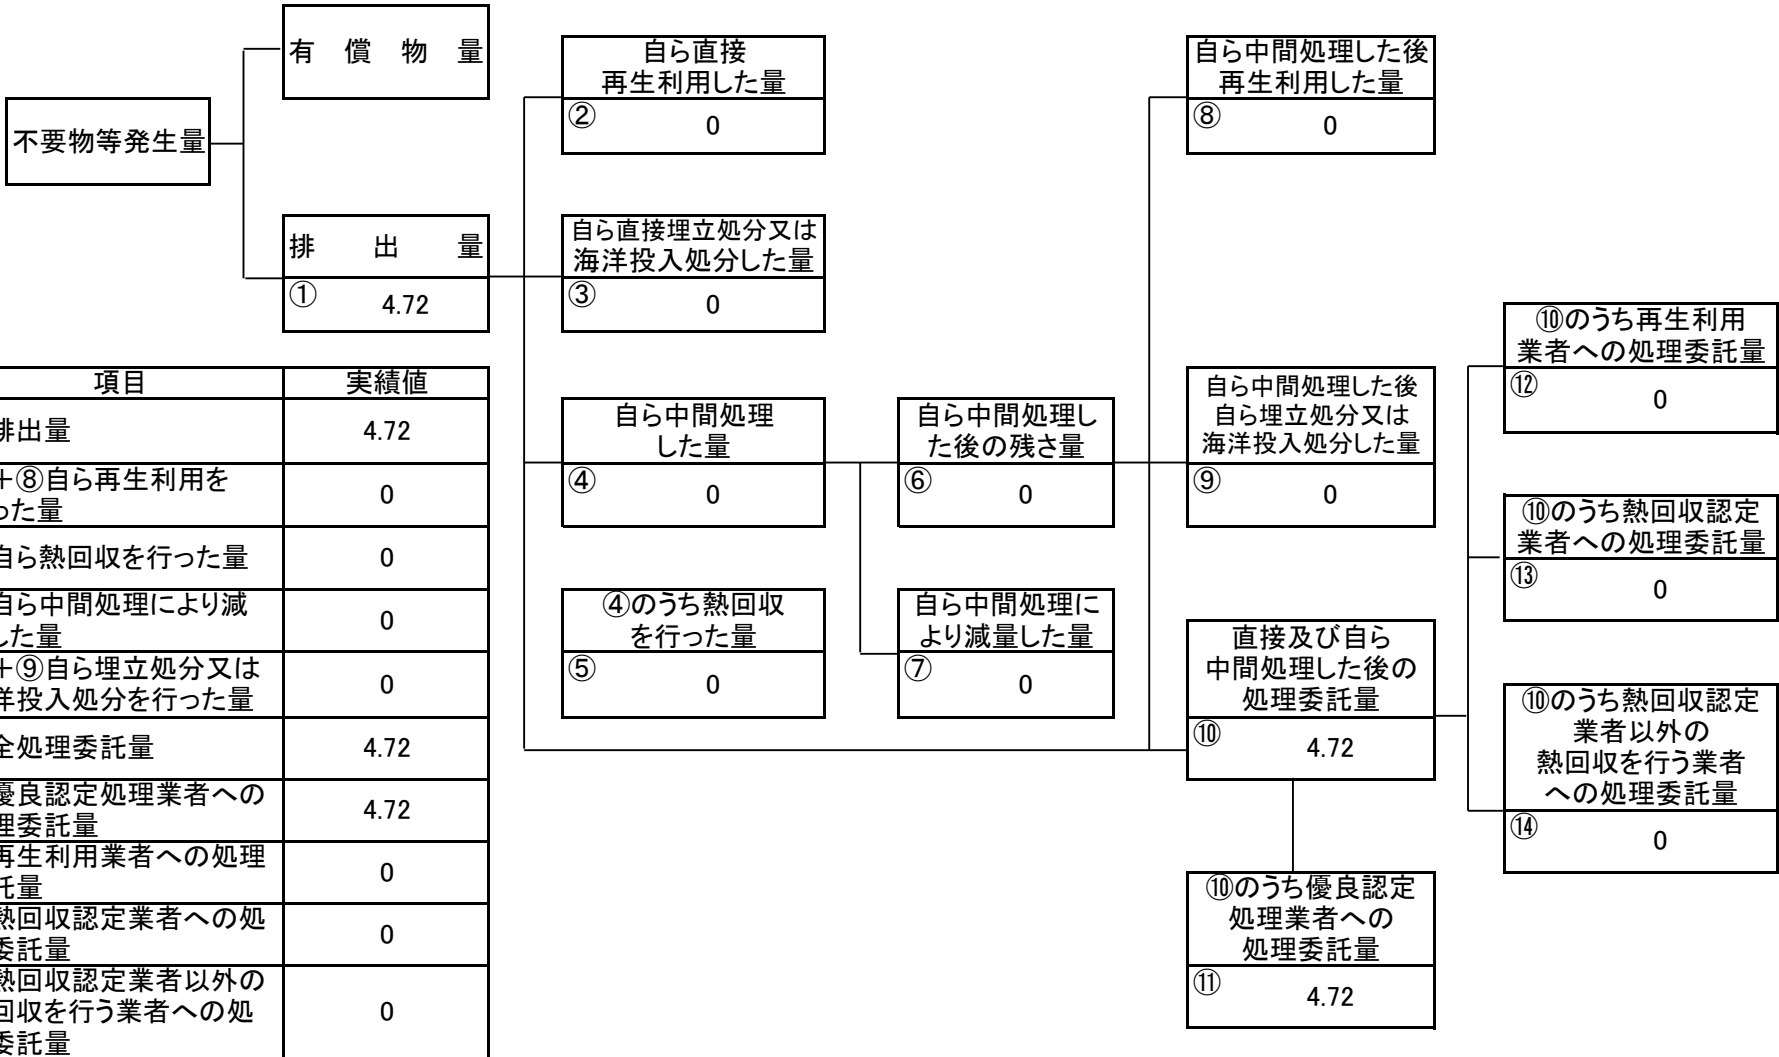 有償物量
不要物等発生量
排出量
① 4.72
自ら直接
再生利用した量
② 0
自ら直接埋立処分又は
海洋投入処分した量
③ 0
自ら中間処理
した量
④ 0
④のうち熱回収
を行った量
⑤ 0
自ら中間処理し
た後の残さ量
⑥ 0
自ら中間処理に
より減量した量
⑦ 0
自ら中間処理した後
再生利用した量
⑧ 0
自ら中間処理した後
自ら埋立処分又は
海洋投入処分した量
⑨ 0
直接及び自ら
中間処理した後の
処理委託量
⑩ 4.72
⑩のうち優良認定
処理業者への
処理委託量
⑪ 4.72
⑩のうち再生利用
業者への処理委託量
⑫ 0
⑩のうち熱回収認定
業者への処理委託量
⑬ 0
⑩のうち熱回収認定
業者以外の
熱回収を行う業者
への処理委託量
⑭ 0
項目 実績値
排出量 4.72
+⑧自ら再生利用を
った量 0
自ら熱回収を行った量 0
自ら中間処理により減
した量 0
+⑨自ら埋立処分又は
洋投入処分を行った量 0
全処理委託量 4.72
優良認定処理業者への
理委託量 4.72
再生利用業者への処理
託量 0
熱回収認定業者への処
委託量 0
熱回収認定業者以外の
回収を行う業者への処
委託量 0